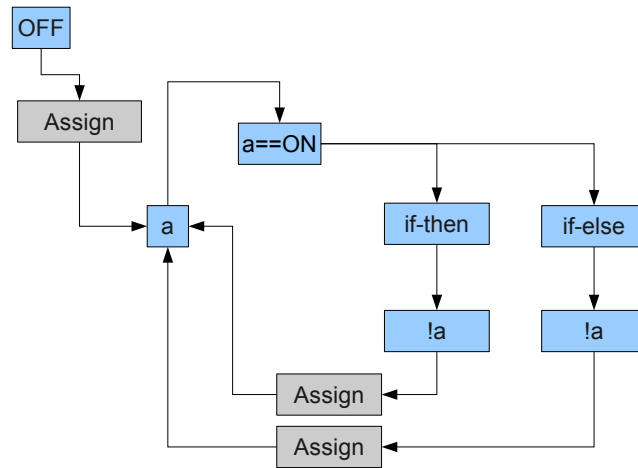 OFF
Assign
a==ON
a
if-then
if-else
!a
!a
Assign
Assign